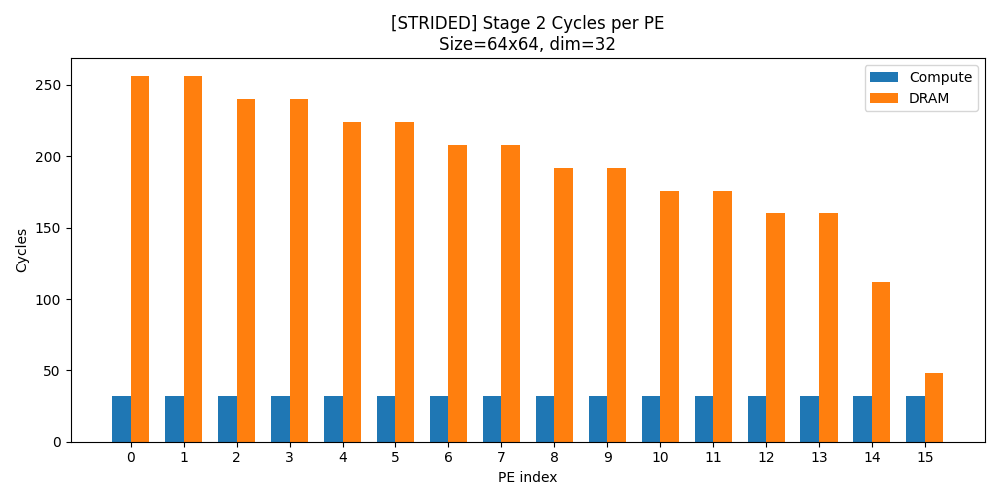 [STRIDED] Stage 2 Cycles per PE
Size=64x64, dim=32
Compute
DRAM
Cycles
250
200
150
100
50
0
0 1 2 3 4 5 6 7 8 9 10 11 12 13 14 15
PE index